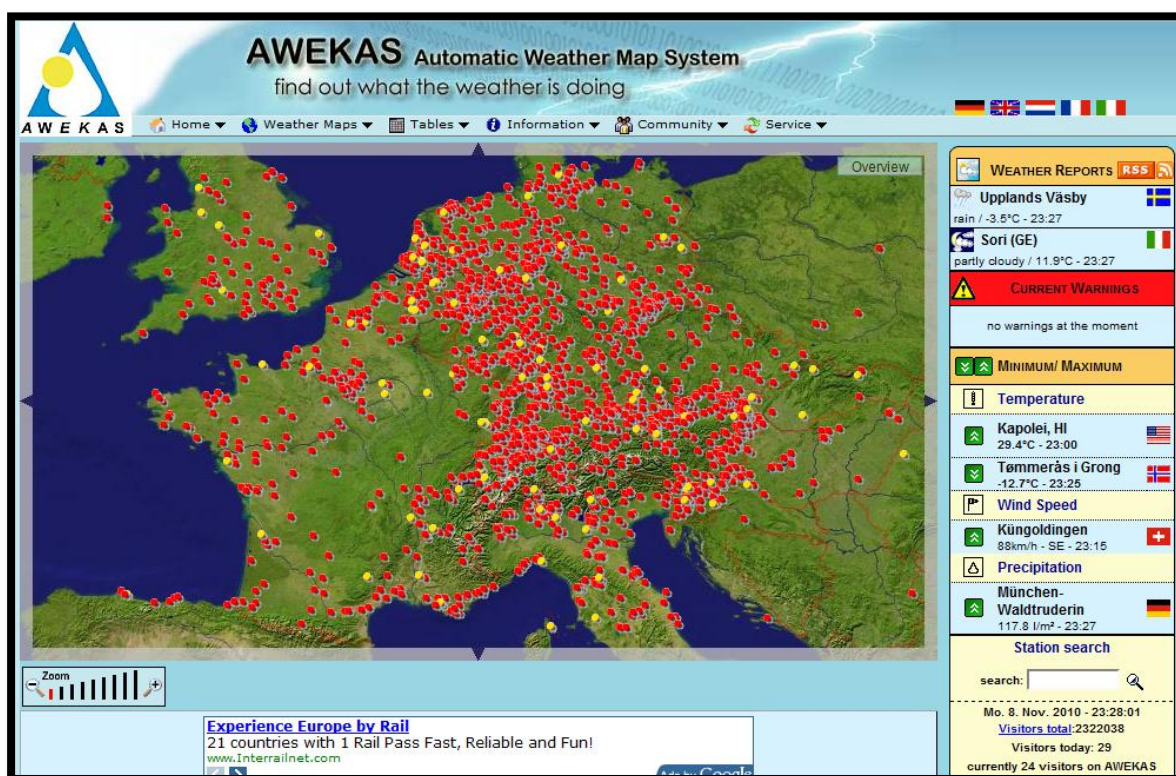 AWEKAS Automatic Weather Map System
find out what the weather is doing
AWEKAS
Home Weather Maps Tables Information Community Service
Overview
WEATHER REPORTS RSS
Upplands Väsby
rain / -3.5°C - 23:27
Sori (GE)
partly cloudy / 11.9°C - 23:27
CURRENT WARNINGS
no warnings at the moment
MINIMUM/ MAXIMUM
Temperature
Kapolei, HI
29.4°C - 23:00
Tømmerås i Grong
-12.7°C - 23:25
Wind Speed
Küngoldingen
88km/h - SE - 23:15
Precipitation
München-
Waldtruderin
117.8 l/m² - 23:27
Station search
search:
Mo. 8. Nov. 2010 - 23:28:01
Visitors total:2322038
Visitors today: 29
currently 24 visitors on AWEKAS
Zoom
Experience Europe by Rail
21 countries with 1 Rail Pass Fast, Reliable and Fun!
www.Interrailnet.com
Ads by Google